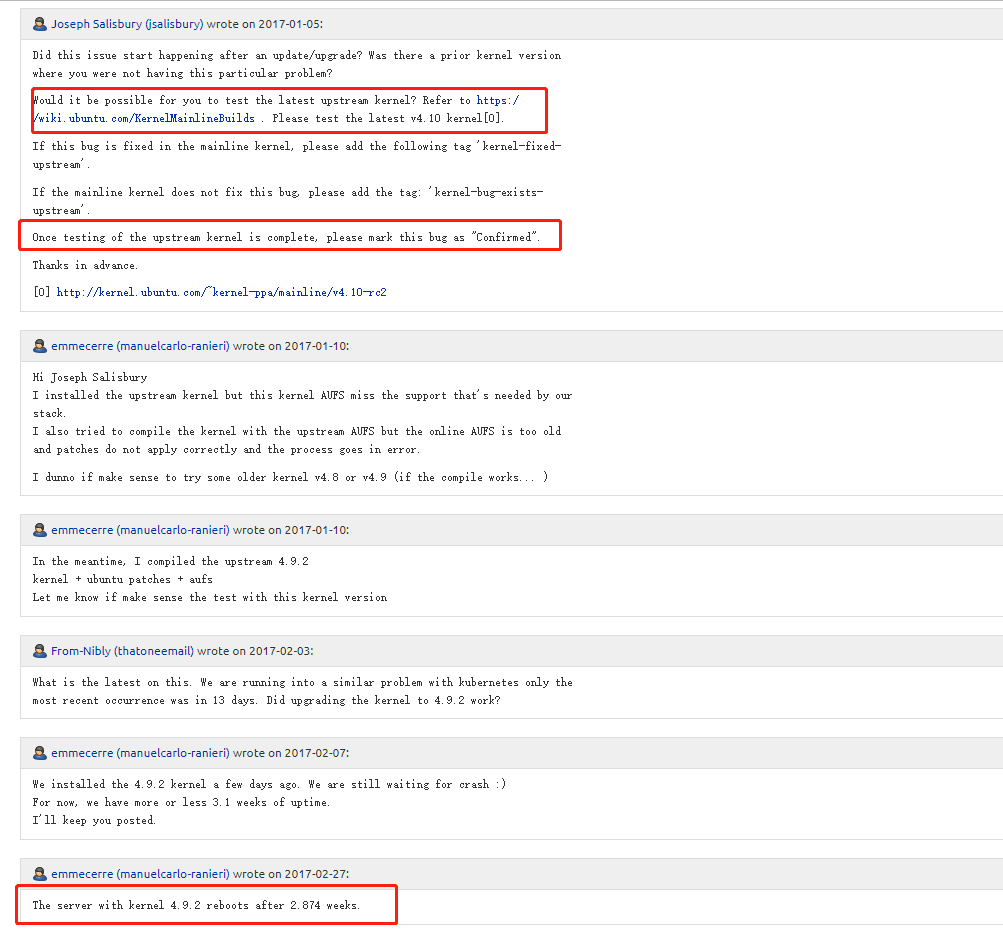 Joseph Salisbury (jsalisbury) wrote on 2017-01-05:
Did this issue start happening after an update/upgrade? Was there a prior kernel version
where you were not having this particular problem?
Would it be possible for you to test the latest upstream kernel? Refer to https:/
/wiki.ubuntu.com/KernelMainlineBuilds . Please test the latest v4.10 kernel[0].
If this bug is fixed in the mainline kernel, please add the following tag 'kernel-fixed-
upstream'.
If the mainline kernel does not fix this bug, please add the tag: 'kernel-bug-exists-
upstream'.
Once testing of the upstream kernel is complete, please mark this bug as "Confirmed".
Thanks in advance.
[0] http://kernel.ubuntu.com/~kernel-ppa/mainline/v4.10-rc2
emmecerre (manuelcarlo-ranieri) wrote on 2017-01-10:
Hi Joseph Salisbury
I installed the upstream kernel but this kernel AUFS miss the support that's needed by our
stack.
I also tried to compile the kernel with the upstream AUFS but the online AUFS is too old
and patches do not apply correctly and the process goes in error.
I dunno if make sense to try some older kernel v4.8 or v4.9 (if the compile works... )
emmecerre (manuelcarlo-ranieri) wrote on 2017-01-10:
In the meantime, I compiled the upstream 4.9.2
kernel + ubuntu patches + aufs
Let me know if make sense the test with this kernel version
From-Nibly (thatoneemail) wrote on 2017-02-03:
What is the latest on this. We are running into a similar problem with kubernetes only the
most recent occurrence was in 13 days. Did upgrading the kernel to 4.9.2 work?
emmecerre (manuelcarlo-ranieri) wrote on 2017-02-07:
We installed the 4.9.2 kernel a few days ago. We are still waiting for crash :)
For now, we have more or less 3.1 weeks of uptime.
I'll keep you posted.
emmecerre (manuelcarlo-ranieri) wrote on 2017-02-27:
The server with kernel 4.9.2 reboots after 2.874 weeks.